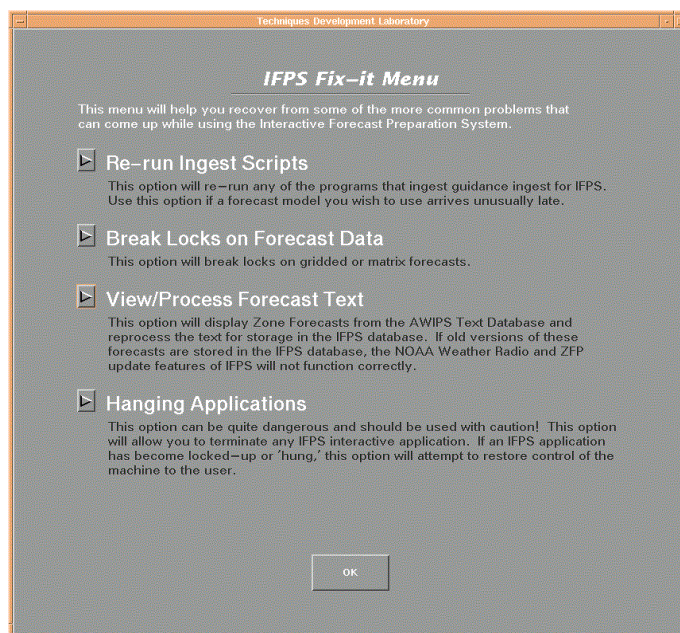 Techniques Development Laboratory
IFPS Fix-it Menu
This menu will help you recover from some of the more common problems that
can come up while using the Interactive Forecast Preparation System.
Re-run Ingest Scripts
This option will re-run any of the programs that ingest guidance ingest for IFPS.
Use this option if a forecast model you wish to use arrives unusually late.
Break Locks on Forecast Data
This option will break locks on gridded or matrix forecasts.
View/Process Forecast Text
This option will display Zone Forecasts from the AWIPS Text Database and
reprocess the text for storage in the IFPS database. If old versions of these
forecasts are stored in the IFPS database, the NOAA Weather Radio and ZFP
update features of IFPS will not function correctly.
Hanging Applications
This option can be quite dangerous and should be used with caution! This option
will allow you to terminate any IFPS interactive application. If an IFPS application
has become locked-up or 'hung,' this option will attempt to restore control of the
machine to the user.
OK